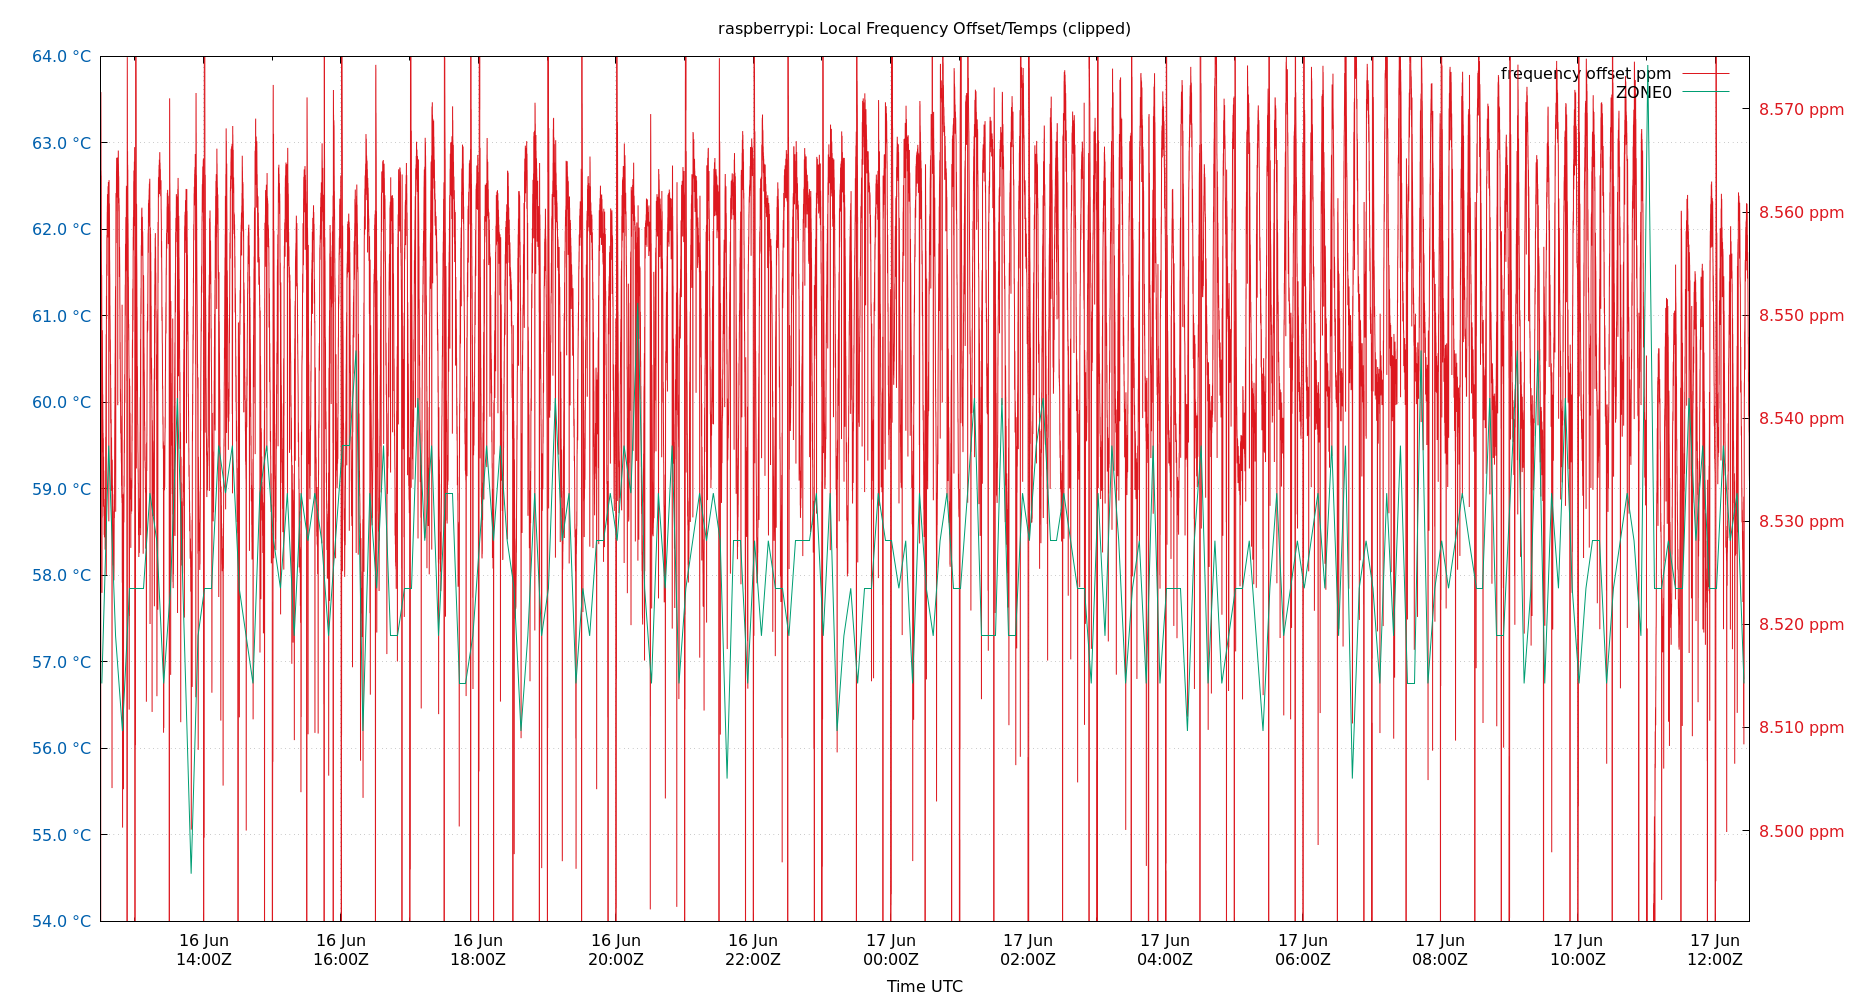 raspberrypi: Local Frequency Offset/Temps (clipped)
64.0 °C
63.0 °C
62.0 °C
61.0 °C
60.0 °C
59.0 °C
58.0 °C
57.0 °C
56.0 °C
55.0 °C
54.0 °C
frequency offset ppm
ZONE0
8.570 ppm
8.560 ppm
8.550 ppm
8.540 ppm
8.530 ppm
8.520 ppm
8.510 ppm
8.500 ppm
16 Jun 16 Jun 16 Jun 16 Jun 16 Jun 17 Jun 17 Jun 17 Jun 17 Jun 17 Jun 17 Jun 17 Jun
14:00Z 16:00Z 18:00Z 20:00Z 22:00Z 00:00Z 02:00Z 04:00Z 06:00Z 08:00Z 10:00Z 12:00Z
Time UTC